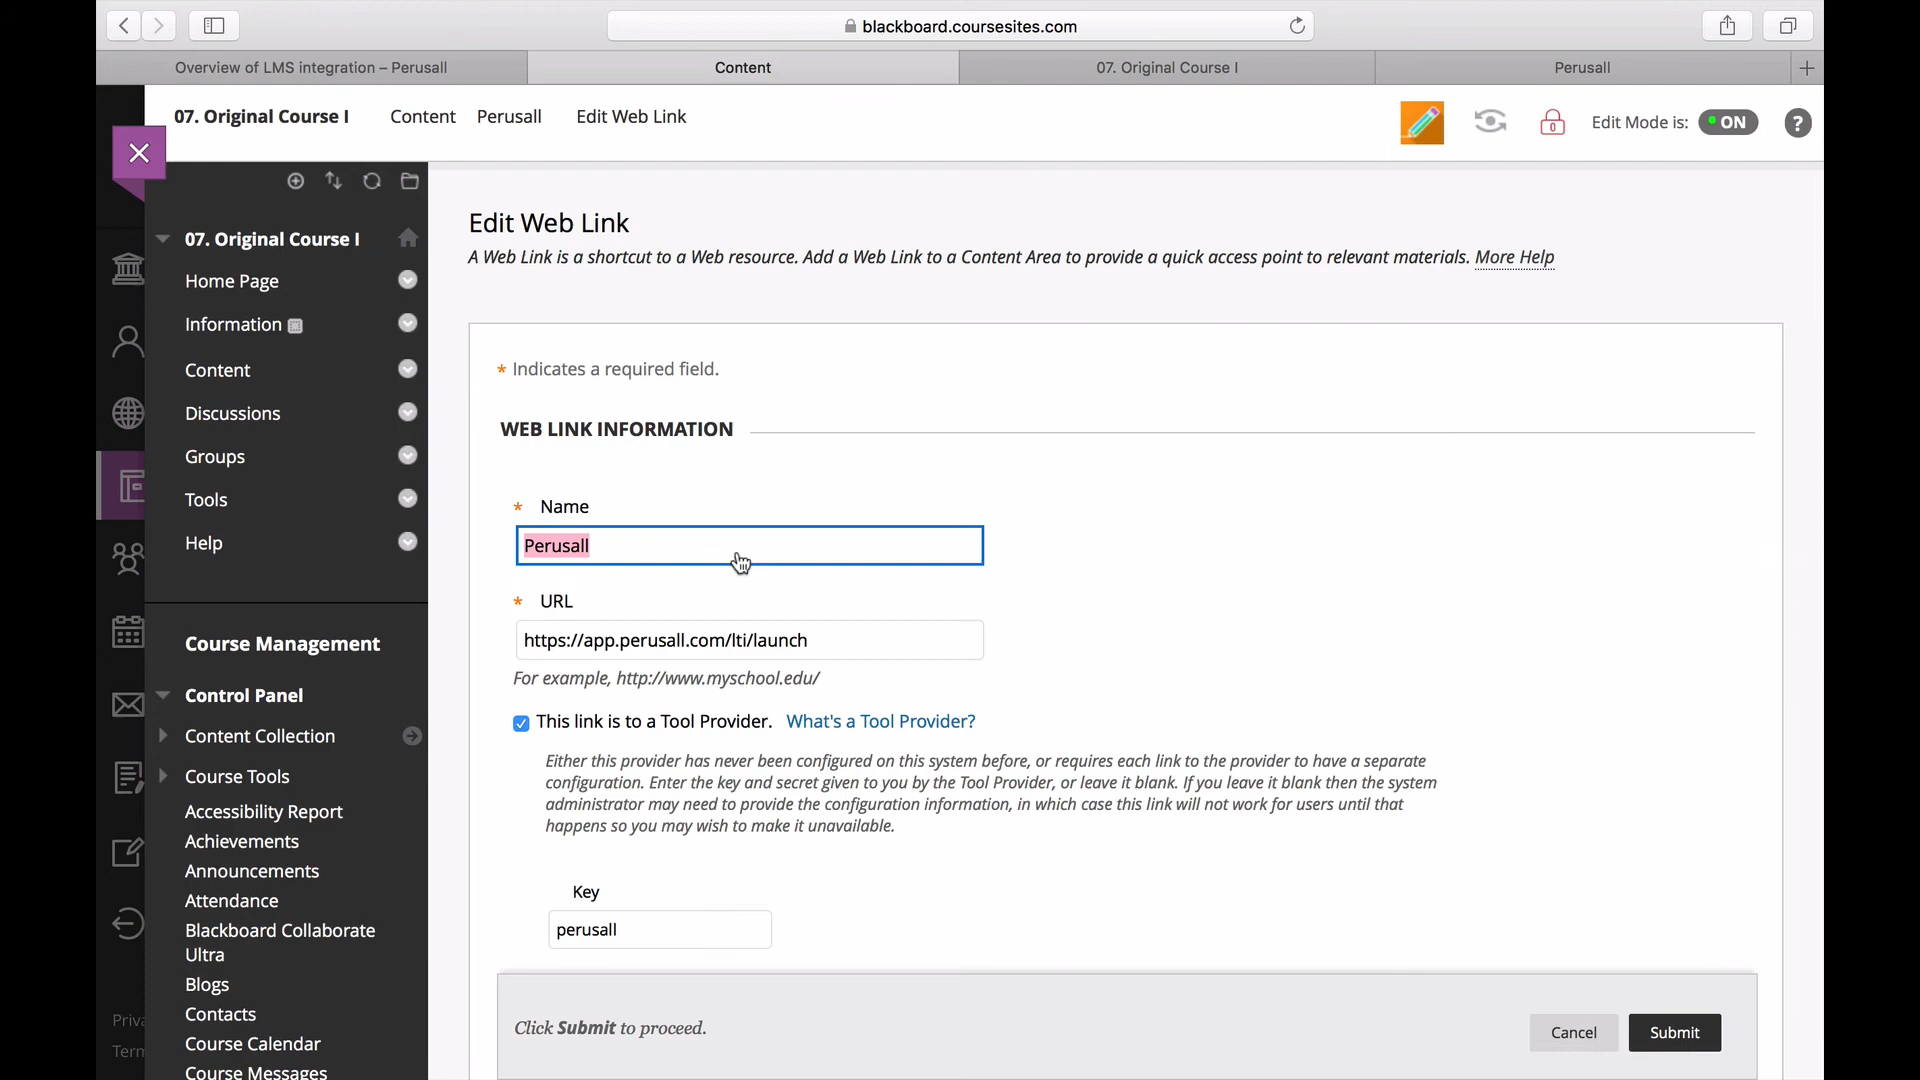 blackboard.coursesites.com
Overview of LMS integration – Perusall
Content
07. Original Course I
Perusall
07. Original Course I
Content
Perusall
Edit Web Link
Edit Mode is:
ON
?
07. Original Course I
Home Page
Information
Content
Discussions
Groups
Tools
Help
Course Management
Control Panel
Content Collection
Course Tools
Accessibility Report
Achievements
Announcements
Attendance
Blackboard Collaborate
Ultra
Blogs
Contacts
Course Calendar
Course Messages
Edit Web Link
A Web Link is a shortcut to a Web resource. Add a Web Link to a Content Area to provide a quick access point to relevant materials. More Help
* Indicates a required field.
WEB LINK INFORMATION
* Name
Perusall
* URL
https://app.perusall.com/lti/launch
For example, http://www.myschool.edu/
This link is to a Tool Provider. What's a Tool Provider?
Either this provider has never been configured on this system before, or requires each link to the provider to have a separate
configuration. Enter the key and secret given to you by the Tool Provider, or leave it blank. If you leave it blank then the system
administrator may need to provide the configuration information, in which case this link will not work for users until that
happens so you may wish to make it unavailable.
Key
perusall
Click Submit to proceed.
Cancel
Submit